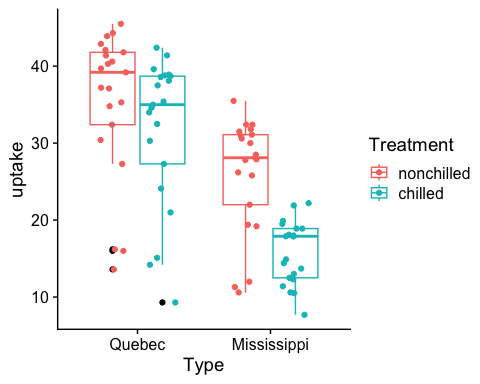 40
30
20
10
uptake
Quebec
Mississippi
Type
Treatment
nonchilled
chilled